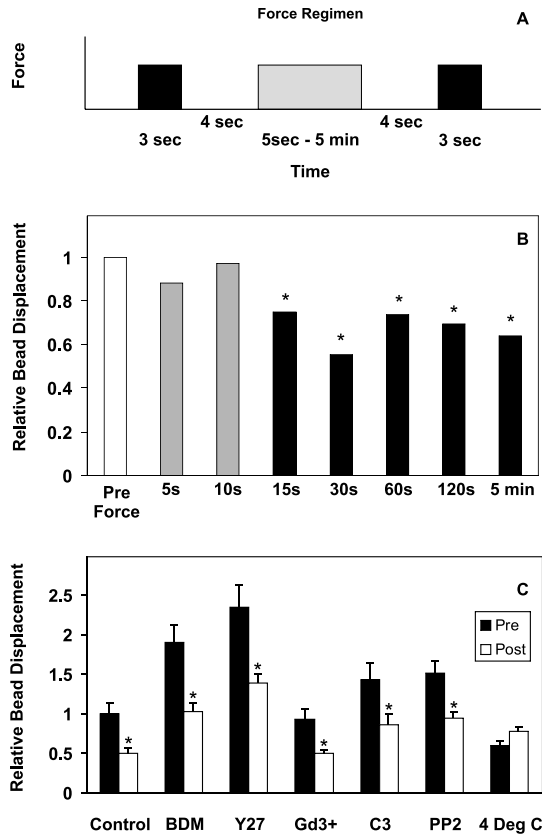 Force Regimen
A
Force
4 sec
4 sec
3 sec
5sec - 5 min
3 sec
Time
B
Relative Bead Displacement
1
0.8
0.6
0.4
0.2
0
* * * * *
Pre Force
5s
10s
15s
30s
60s
120s
5 min
C
Relative Bead Displacement
2.5
2
1.5
1
0.5
0
Pre
Post
* * * * * *
Control
BDM
Y27
Gd3+
C3
PP2
4 Deg C